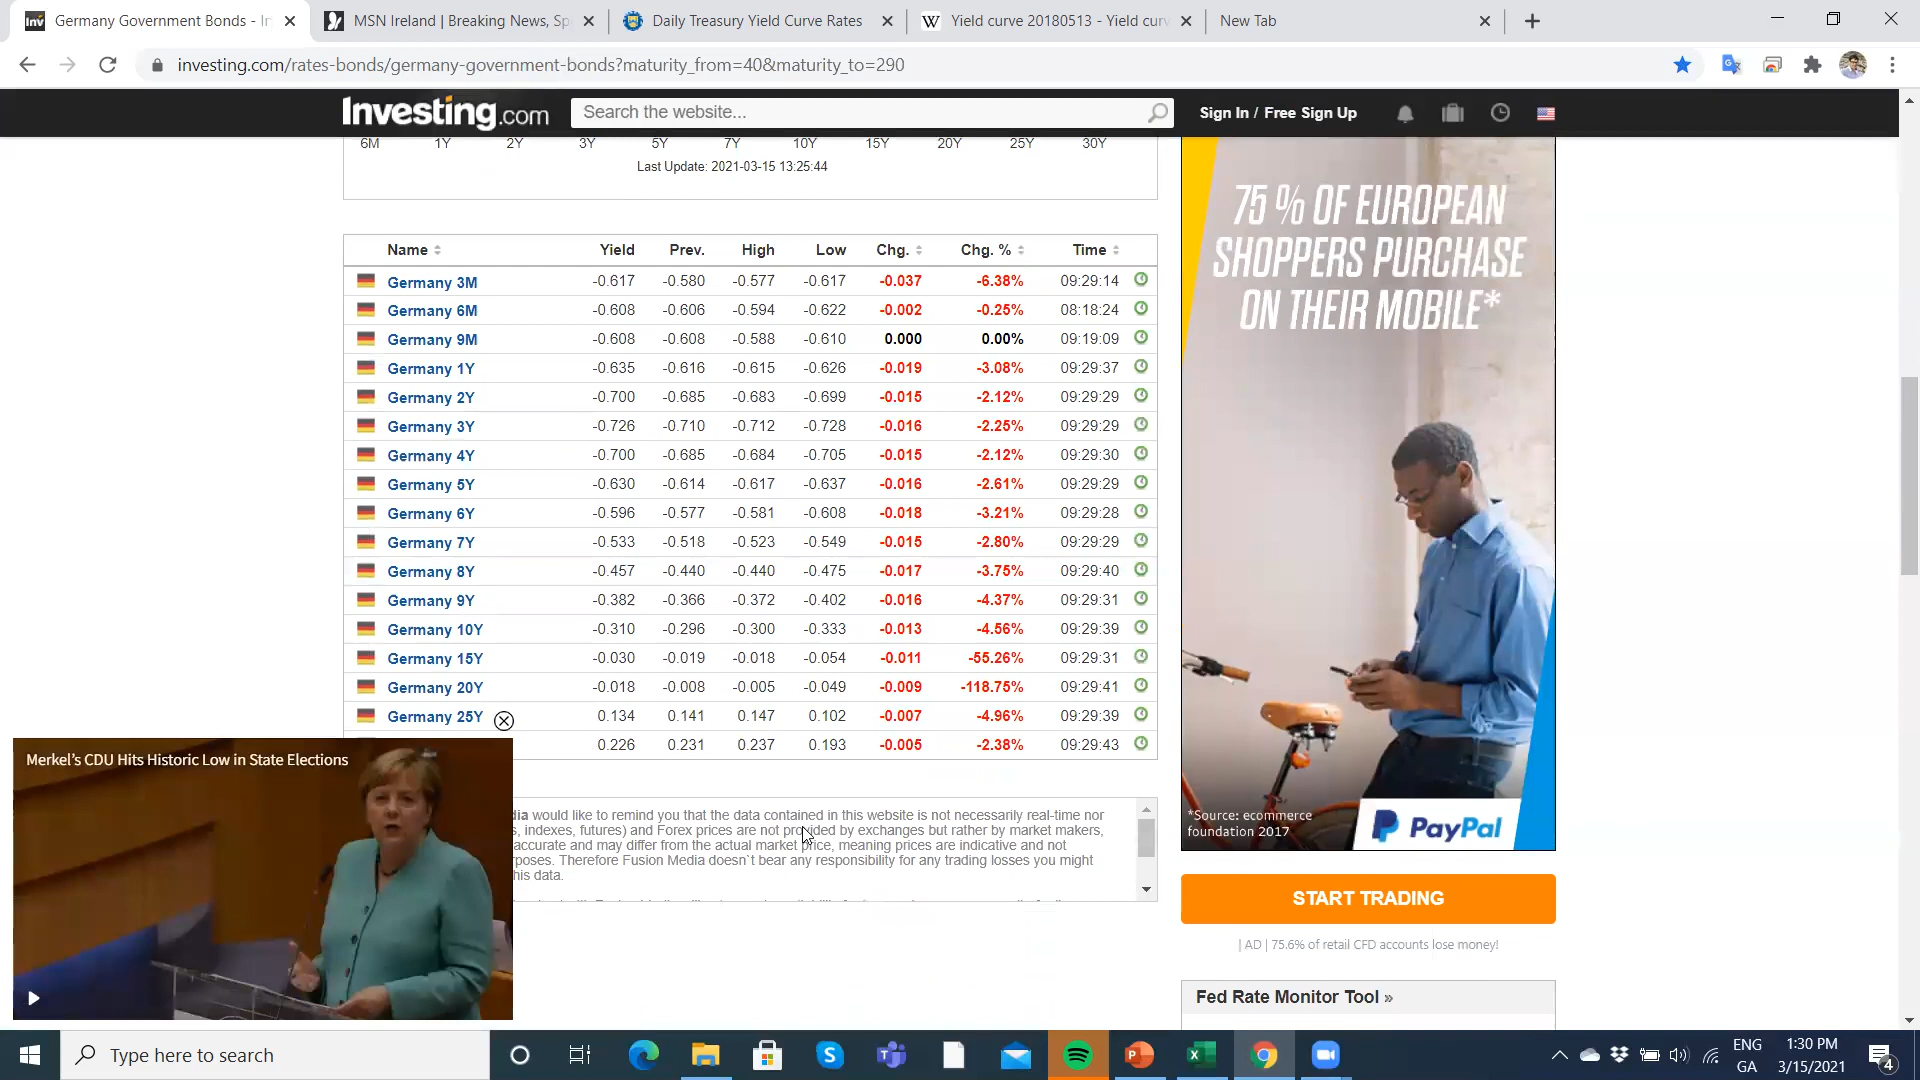 Germany Government Bonds - In
MSN Ireland | Breaking News, Sp
Daily Treasury Yield Curve Rates
W Yield curve 20180513 - Yield curv
New Tab
investing.com/rates-bonds/germany-government-bonds?maturity_from=40&maturity_to=290
Investing.com
Search the website...
Sign In / Free Sign Up
6M 1Y 2Y 3Y 5Y 7Y 10Y 15Y 20Y 25Y 30Y
Last Update: 2021-03-15 13:25:44
Name Yield Prev. High Low Chg. Chg. % Time
Germany 3M -0.617 -0.580 -0.577 -0.617 -0.037 -6.38% 09:29:14
Germany 6M -0.608 -0.606 -0.594 -0.622 -0.002 -0.25% 08:18:24
Germany 9M -0.608 -0.608 -0.588 -0.610 0.000 0.00% 09:19:09
Germany 1Y -0.635 -0.616 -0.615 -0.626 -0.019 -3.08% 09:29:37
Germany 2Y -0.700 -0.685 -0.683 -0.699 -0.015 -2.12% 09:29:29
Germany 3Y -0.726 -0.710 -0.712 -0.728 -0.016 -2.25% 09:29:29
Germany 4Y -0.700 -0.685 -0.684 -0.705 -0.015 -2.12% 09:29:30
Germany 5Y -0.630 -0.614 -0.617 -0.637 -0.016 -2.61% 09:29:29
Germany 6Y -0.596 -0.577 -0.581 -0.608 -0.018 -3.21% 09:29:28
Germany 7Y -0.533 -0.518 -0.523 -0.549 -0.015 -2.80% 09:29:29
Germany 8Y -0.457 -0.440 -0.440 -0.475 -0.017 -3.75% 09:29:40
Germany 9Y -0.382 -0.366 -0.372 -0.402 -0.016 -4.37% 09:29:31
Germany 10Y -0.310 -0.296 -0.300 -0.333 -0.013 -4.56% 09:29:39
Germany 15Y -0.030 -0.019 -0.018 -0.054 -0.011 -55.26% 09:29:31
Germany 20Y -0.018 -0.008 -0.005 -0.049 -0.009 -118.75% 09:29:41
Germany 25Y 0.134 0.141 0.147 0.102 -0.007 -4.96% 09:29:39
0.226 0.231 0.237 0.193 -0.005 -2.38% 09:29:43
Merkel's CDU Hits Historic Low in State Elections
dia would like to remind you that the data contained in this website is not necessarily real-time nor
s, indexes, futures) and Forex prices are not provided by exchanges but rather by market makers,
accurate and may differ from the actual market price, meaning prices are indicative and not
rposes. Therefore Fusion Media doesn`t bear any responsibility for any trading losses you might
his data.
75 % OF EUROPEAN
SHOPPERS PURCHASE
ON THEIR MOBILE*
*Source: ecommerce
foundation 2017
PayPal
START TRADING
| AD | 75.6% of retail CFD accounts lose money!
Fed Rate Monitor Tool »
Type here to search
ENG
GA
1:30 PM
3/15/2021
4